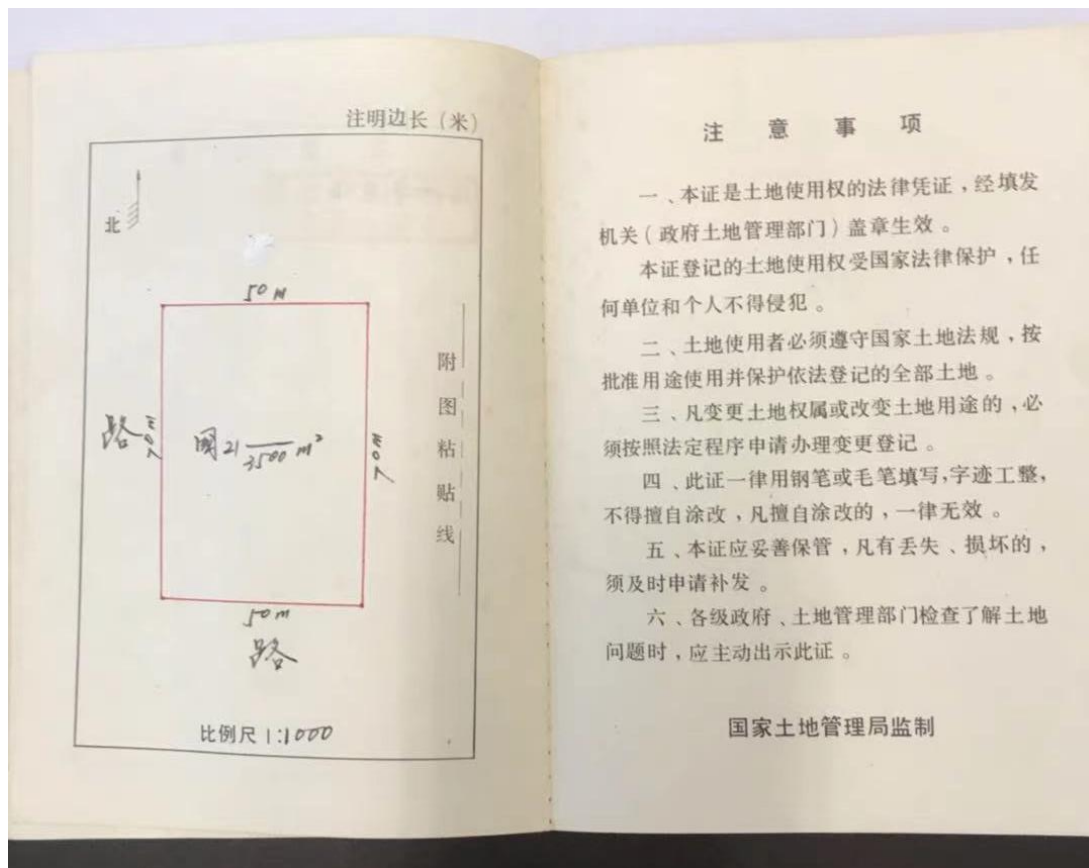 注明边长（米）
北
50m
路
70m
国21 3500m²
70m
附图粘贴线
50m
路
比例尺1:1000
注意事项
一、本证是土地使用权的法律凭证，经填发
机关（政府土地管理部门）盖章生效。
本证登记的土地使用权受国家法律保护，任
何单位和个人不得侵犯。
二、土地使用者必须遵守国家土地法规，按
批准用途使用并保护依法登记的全部土地。
三、凡变更土地权属或改变土地用途的，必
须按照法定程序申请办理变更登记。
四、此证一律用钢笔或毛笔填写,字迹工整，
不得擅自涂改，凡擅自涂改的，一律无效。
五、本证应妥善保管，凡有丢失、损坏的，
须及时申请补发。
六、各级政府、土地管理部门检查了解土地
问题时，应主动出示此证。
国家土地管理局监制